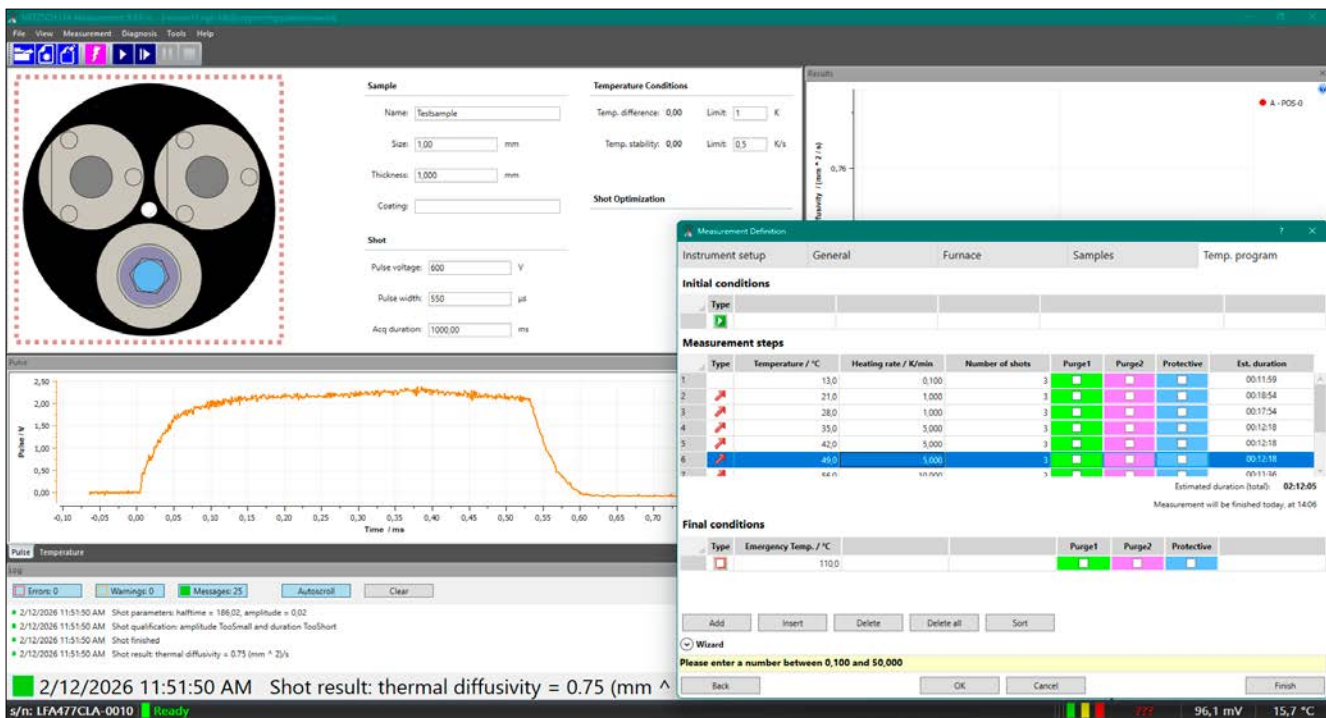 File View Measurement Diagnosis Tools Help
Sample
Name: Testsample
Size: 1,00 mm
Thickness: 1,000 mm
Coating:
Shot
Pulse voltage: 600 V
Pulse width: 550 µs
Acq duration: 1000,00 ms
Temperature Conditions
Temp. difference: 0,00 Limit: 1 K
Temp. stability: 0,00 Limit: 0,5 K/s
Shot Optimization
Results
A - POS-0
0,76
Pulse
2,50
2,00
1,50
1,00
0,50
0,00
Pulse / V
-0,10 -0,05 0,00 0,05 0,10 0,15 0,20 0,25 0,30 0,35 0,40 0,45 0,50 0,55 0,60 0,65 0,70
Time / ms
Pulse Temperature
Log
Errors: 0 Warnings: 0 Messages: 25 Autoscroll Clear
2/12/2026 11:51:50 AM Shot parameters: halftime = 186,02, amplitude = 0,02
2/12/2026 11:51:50 AM Shot qualification: amplitude TooSmall and duration TooShort
2/12/2026 11:51:50 AM Shot finished
2/12/2026 11:51:50 AM Shot result: thermal diffusivity = 0.75 (mm ^ 2)/s
2/12/2026 11:51:50 AM Shot result: thermal diffusivity = 0.75 (mm ^
s/n: LFA477CLA-0010 Ready
??? 96,1 mV 15,7 °C
Measurement Definition
Instrument setup General Furnace Samples Temp. program
Initial conditions
Type
Measurement steps
Type Temperature / °C Heating rate / K/min Number of shots Purge1 Purge2 Protective Est. duration
1 13,0 0,100 3 00:11:59
2 21,0 1,000 3 00:18:54
3 28,0 1,000 3 00:17:54
4 35,0 5,000 3 00:12:18
5 42,0 5,000 3 00:12:18
6 49,0 5,000 3 00:12:18
7 56,0 10,000 3 00:11:36
Estimated duration (total): 02:12:05
Measurement will be finished today, at 14:06
Final conditions
Type Emergency Temp. / °C Purge1 Purge2 Protective
110,0
Add Insert Delete Delete all Sort
Wizard
Please enter a number between 0,100 and 50,000
Back OK Cancel Finish